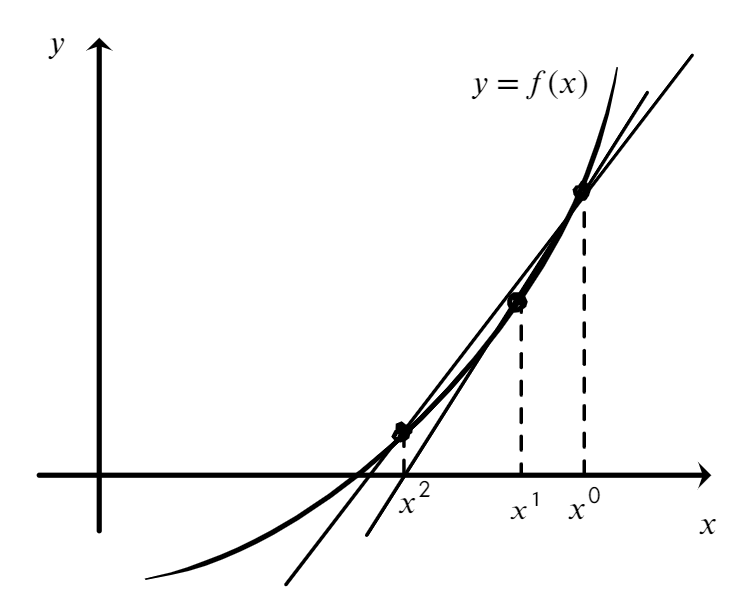 y
y = f(x)
x² x¹ x⁰
x